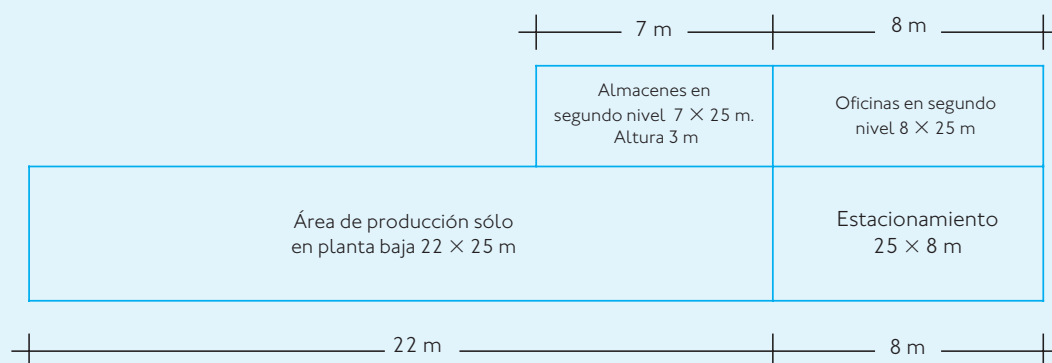 7 m
8 m
Almacenes en
segundo nivel 7 × 25 m.
Altura 3 m
Oficinas en segundo
nivel 8 × 25 m
Área de producción sólo
en planta baja 22 × 25 m
Estacionamiento
25 × 8 m
22 m
8 m